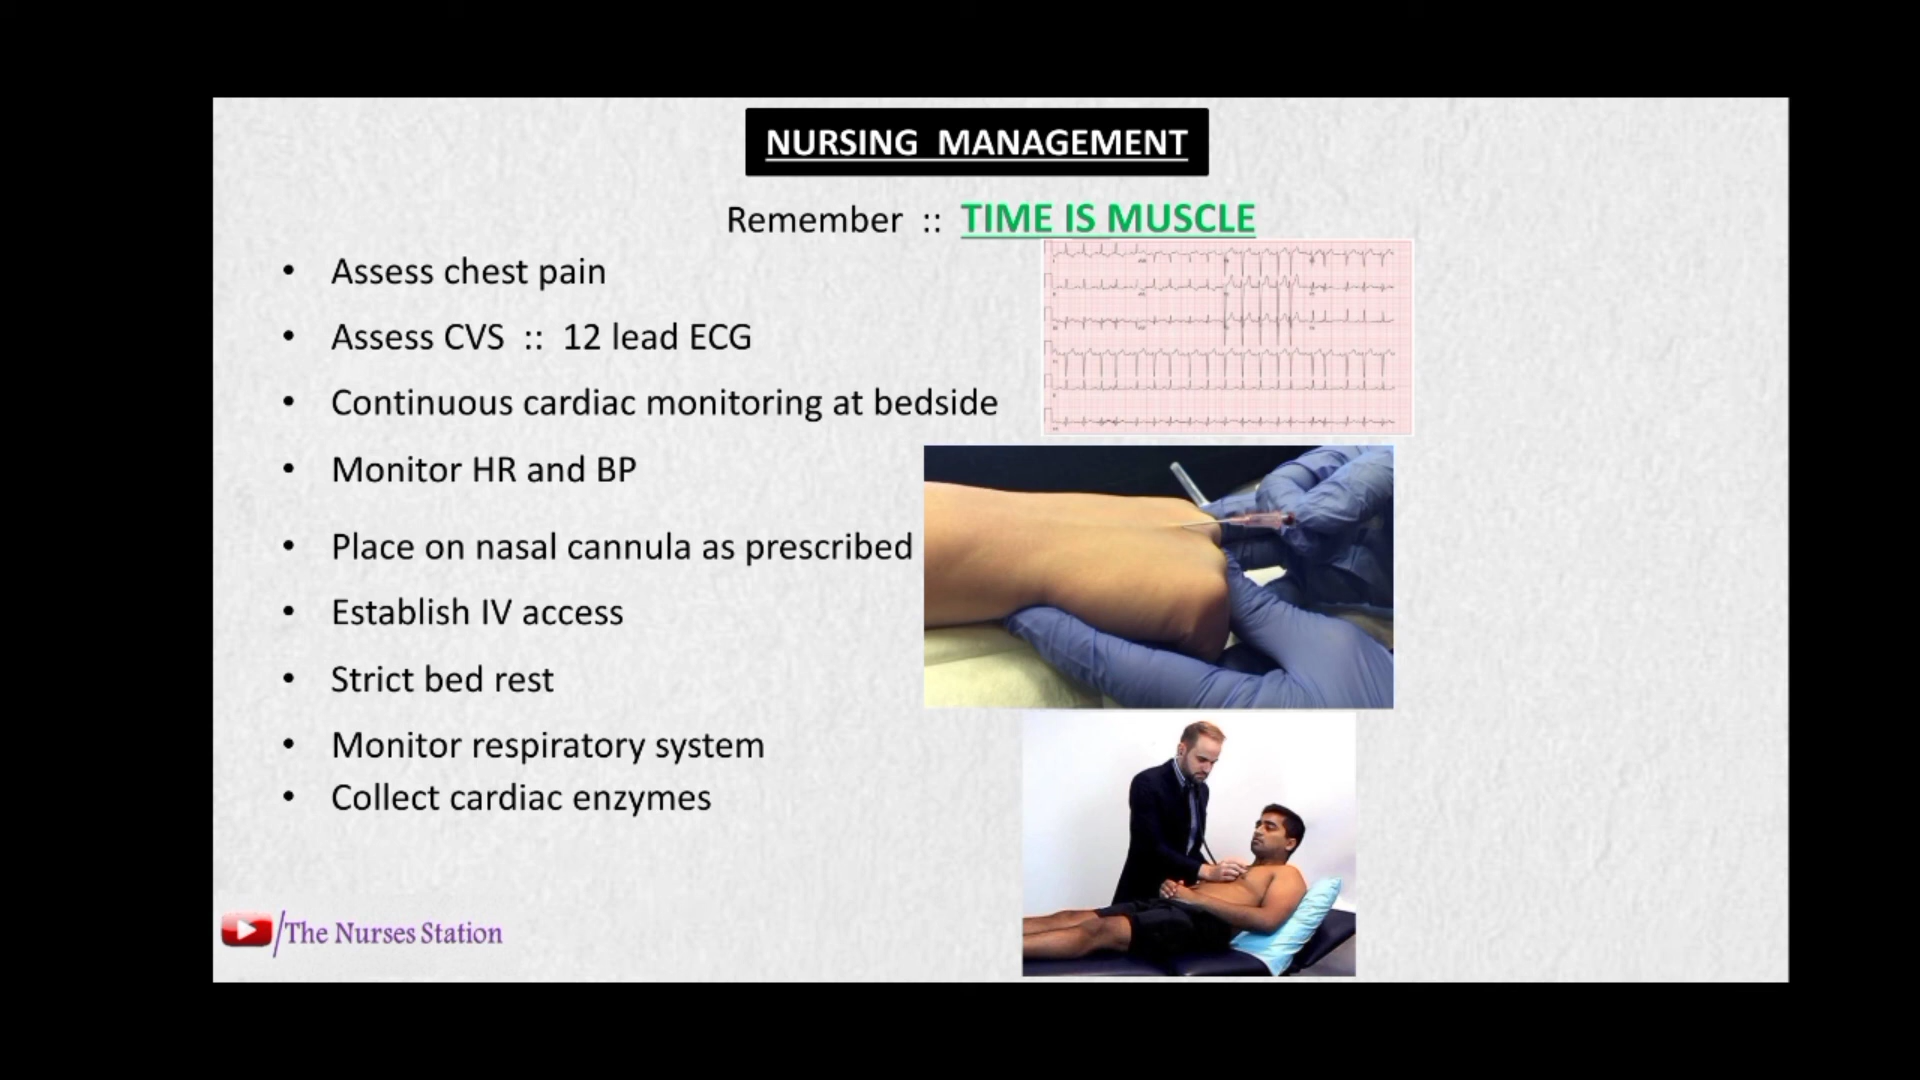 NURSING MANAGEMENT
Remember :: TIME IS MUSCLE
• Assess chest pain
• Assess CVS :: 12 lead ECG
• Continuous cardiac monitoring at bedside
• Monitor HR and BP
• Place on nasal cannula as prescribed
• Establish IV access
• Strict bed rest
• Monitor respiratory system
• Collect cardiac enzymes
/The Nurses Station